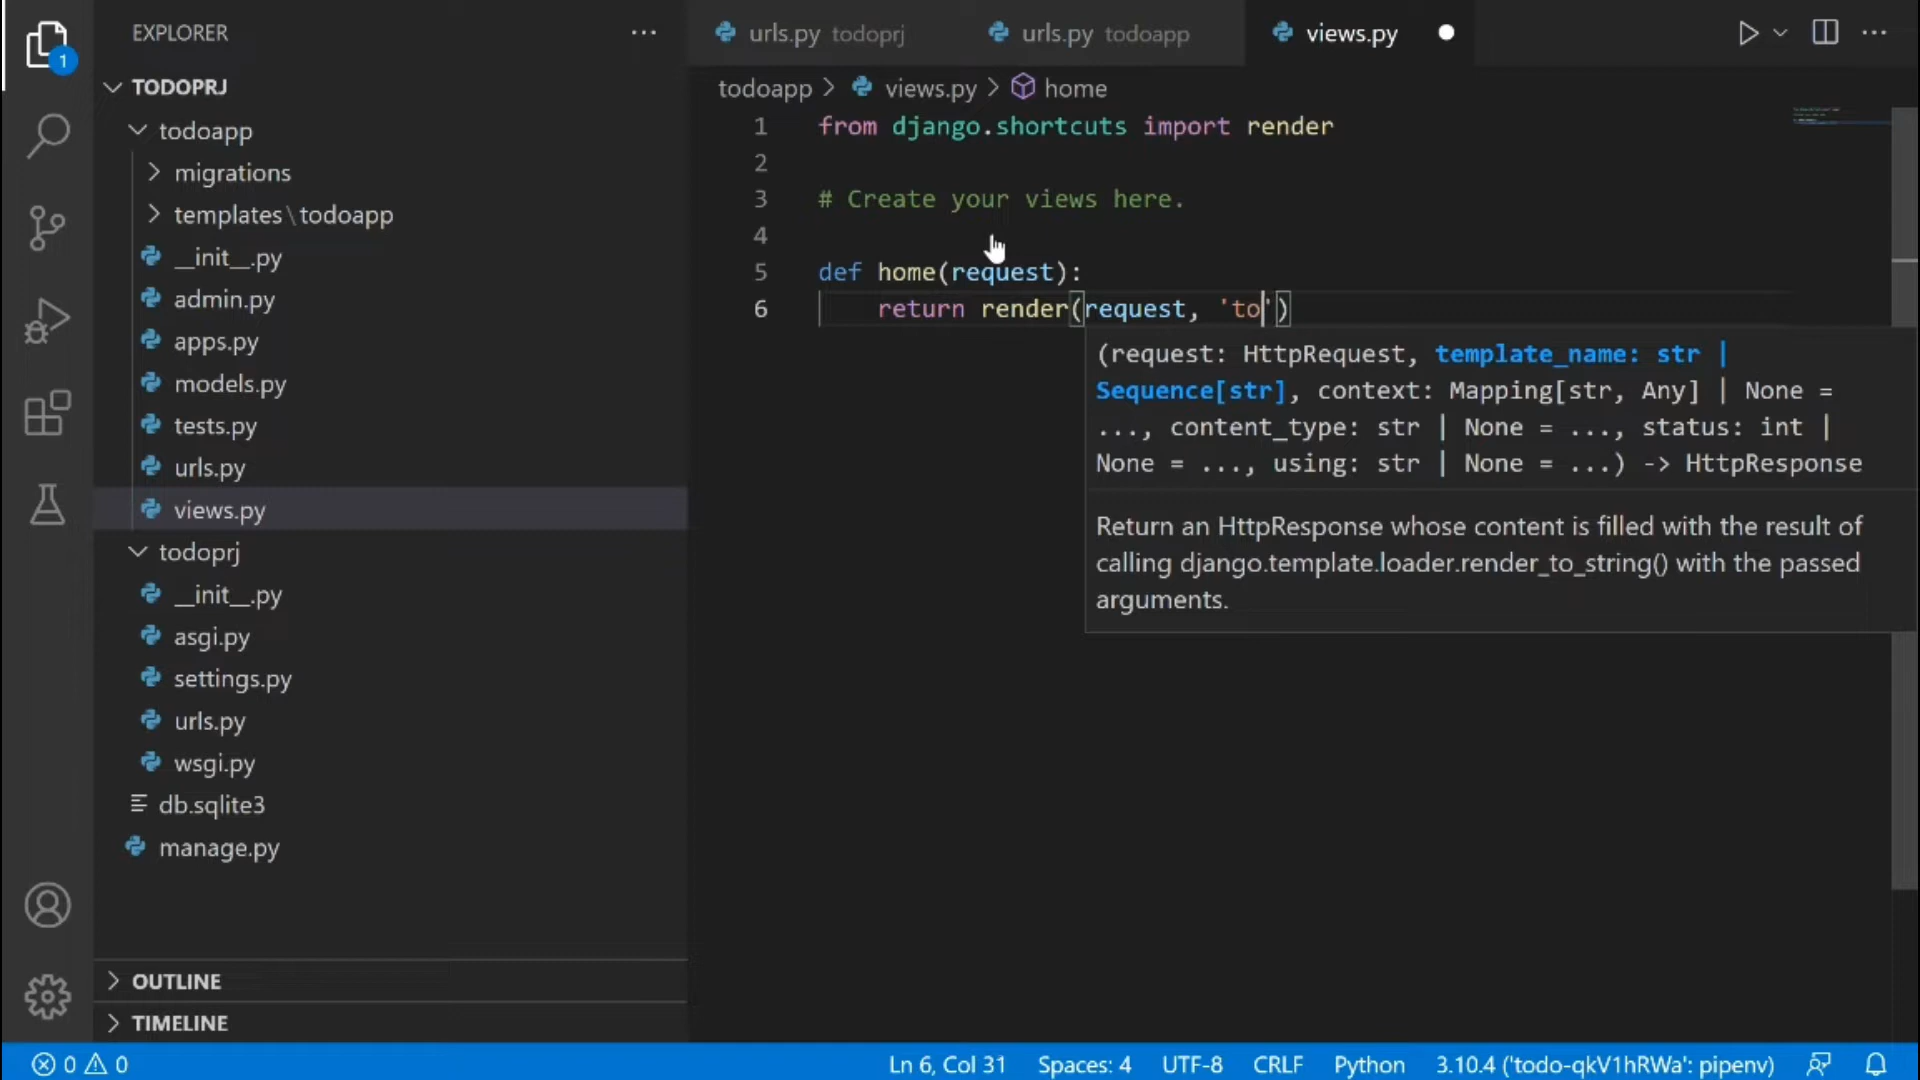 EXPLORER
TODOPRJ
todoapp
migrations
templates\todoapp
__init__.py
admin.py
apps.py
models.py
tests.py
urls.py
views.py
todoprj
__init__.py
asgi.py
settings.py
urls.py
wsgi.py
db.sqlite3
manage.py
OUTLINE
TIMELINE
1
urls.py todoprj
urls.py todoapp
views.py
todoapp > views.py > home
1 from django.shortcuts import render
2
3 # Create your views here.
4
5 def home(request):
6 return render(request, 'to')
(request: HttpRequest, template_name: str |
Sequence[str], context: Mapping[str, Any] | None =
..., content_type: str | None = ..., status: int |
None = ..., using: str | None = ...) -> HttpResponse
Return an HttpResponse whose content is filled with the result of
calling django.template.loader.render_to_string() with the passed
arguments.
0 0 Ln 6, Col 31 Spaces: 4 UTF-8 CRLF Python 3.10.4 ('todo-qkV1hRWa': pipenv)